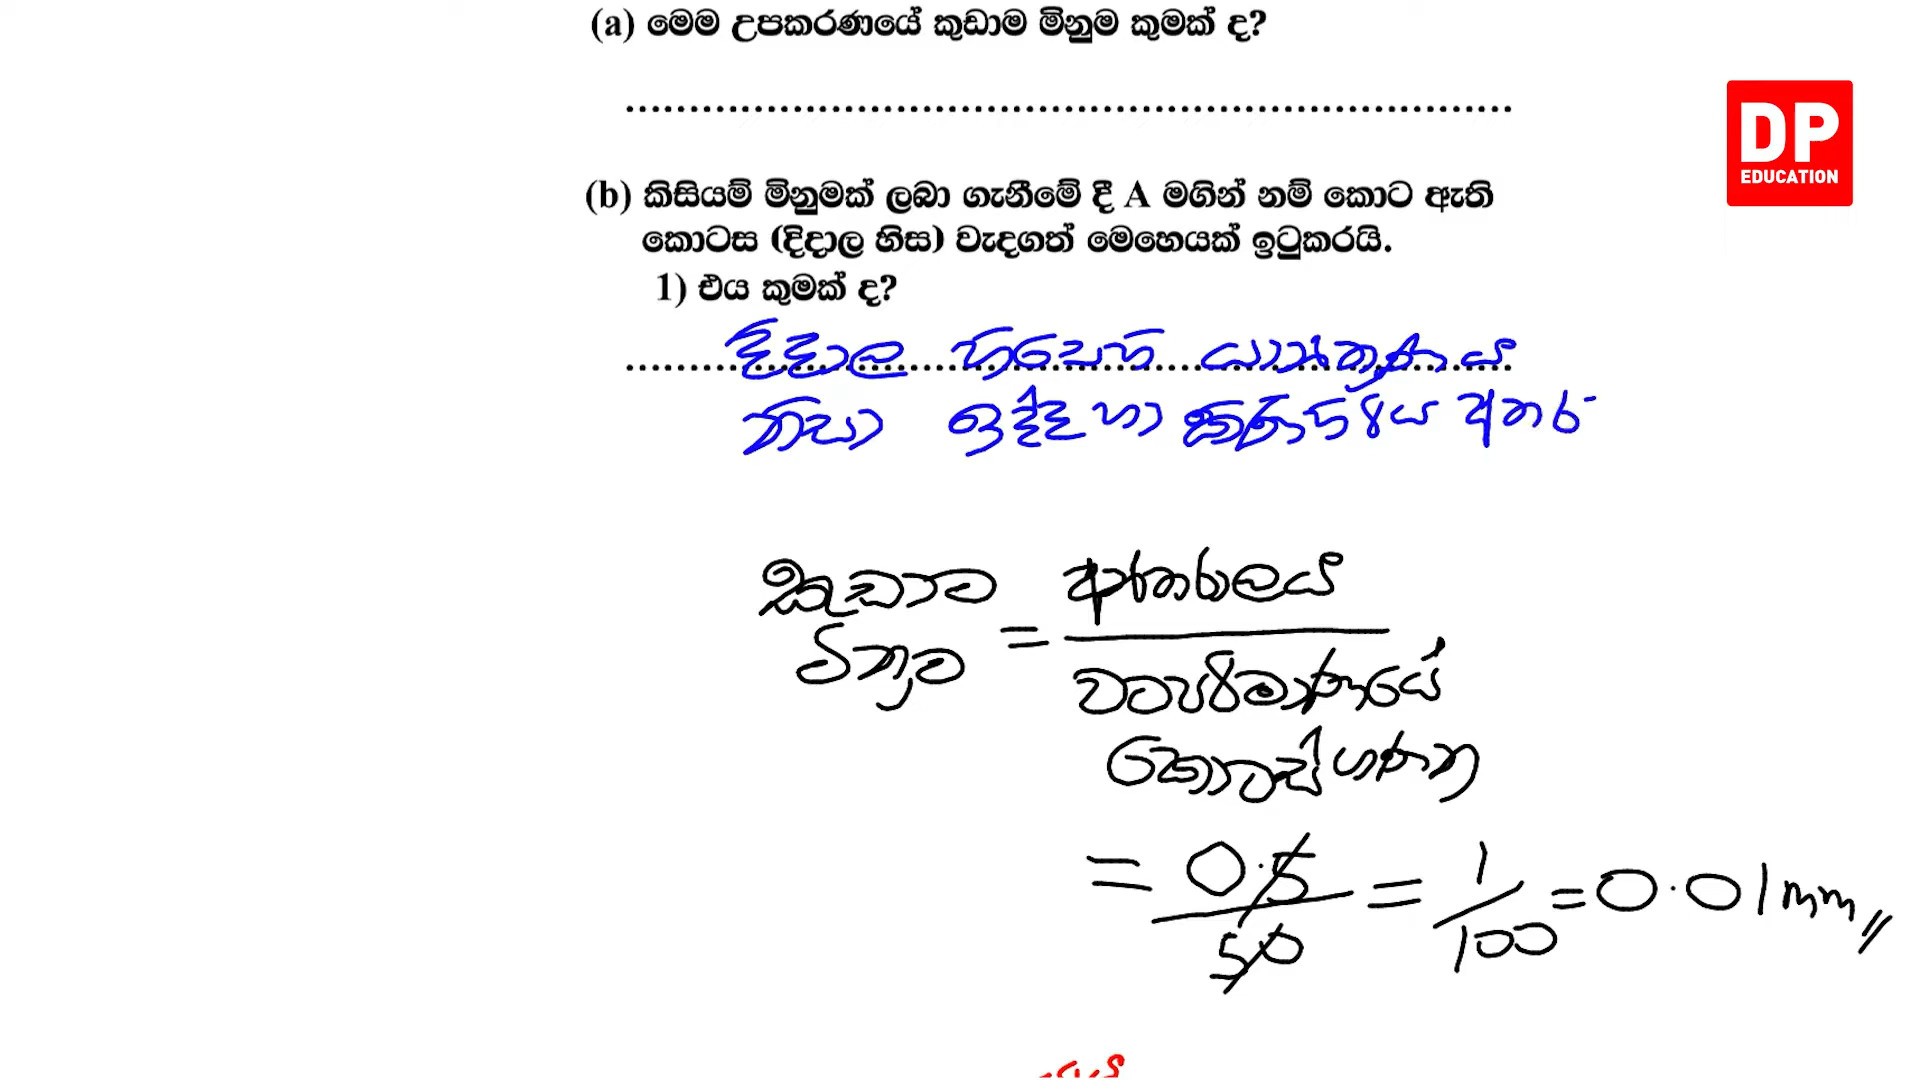 (a) මෙම උපකරණයේ කුඩාම මිනුම කුමක් ද?
DP
EDUCATION
(b) කිසියම් මිනුමක් ලබා ගැනීමේ දී A මගින් නම් කොට ඇති
කොටස (දිදාල හිස) වැදගත් මෙහෙයක් ඉටුකරයි.
1) එය කුමක් ද?
දිදාල හිසෙහි යාන්ත්‍රණය
නිසා ඉද්ද හා කිණිහිරිය අතර
කුඩාම
මිනුම
= අන්තරාලය
වටපරිමාණයේ
කොටස් ගණන
= 0.5/50 = 1/100 = 0.01mm